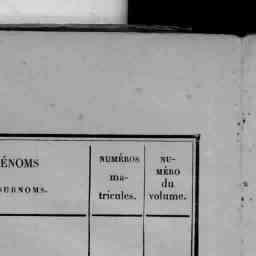 ÉNOMS
SURNOMS.
NUMÉROS
ma-
tricules.
NU-
MÉRO
du
volume.